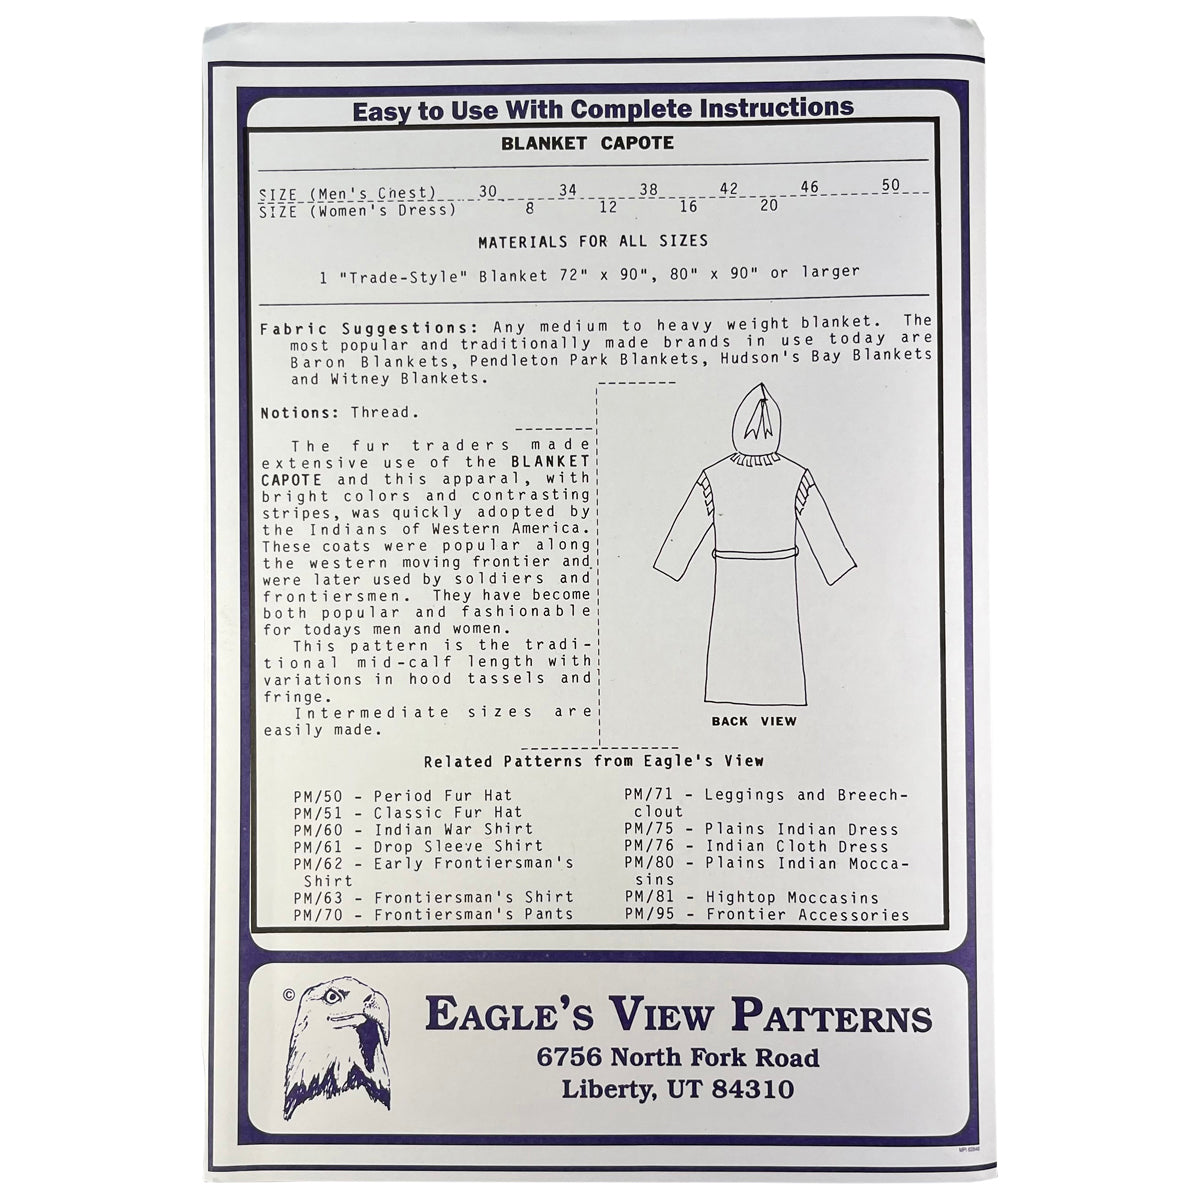 Easy to Use With Complete Instructions
BLANKET CAPOTE
SIZE (Men's Chest) 30 34 38 42 46 50
SIZE (Women's Dress) 8 12 16 20
MATERIALS FOR ALL SIZES
1 "Trade-Style" Blanket 72" x 90", 80" x 90" or larger
Fabric Suggestions: Any medium to heavy weight blanket. The
most popular and traditionally made brands in use today are
Baron Blankets, Pendleton Park Blankets, Hudson's Bay Blankets
and Witney Blankets.
Notions: Thread.
The fur traders made
extensive use of the BLANKET
CAPOTE and this apparal, with
bright colors and contrasting
stripes, was quickly adopted by
the Indians of Western America.
These coats were popular along
the western moving frontier and
were later used by soldiers and
frontiersmen. They have become
both popular and fashionable
for todays men and women.
This pattern is the tradi-
tional mid-calf length with
variations in hood tassels and
fringe.
Intermediate sizes are
easily made.
BACK VIEW
Related Patterns from Eagle's View
PM/50 - Period Fur Hat
PM/51 - Classic Fur Hat
PM/60 - Indian War Shirt
PM/61 - Drop Sleeve Shirt
PM/62 - Early Frontiersman's
Shirt
PM/63 - Frontiersman's Shirt
PM/70 - Frontiersman's Pants
PM/71 - Leggings and Breech-
clout
PM/75 - Plains Indian Dress
PM/76 - Indian Cloth Dress
PM/80 - Plains Indian Mocca-
sins
PM/81 - Hightop Moccasins
PM/95 - Frontier Accessories
©
EAGLE'S VIEW PATTERNS
6756 North Fork Road
Liberty, UT 84310